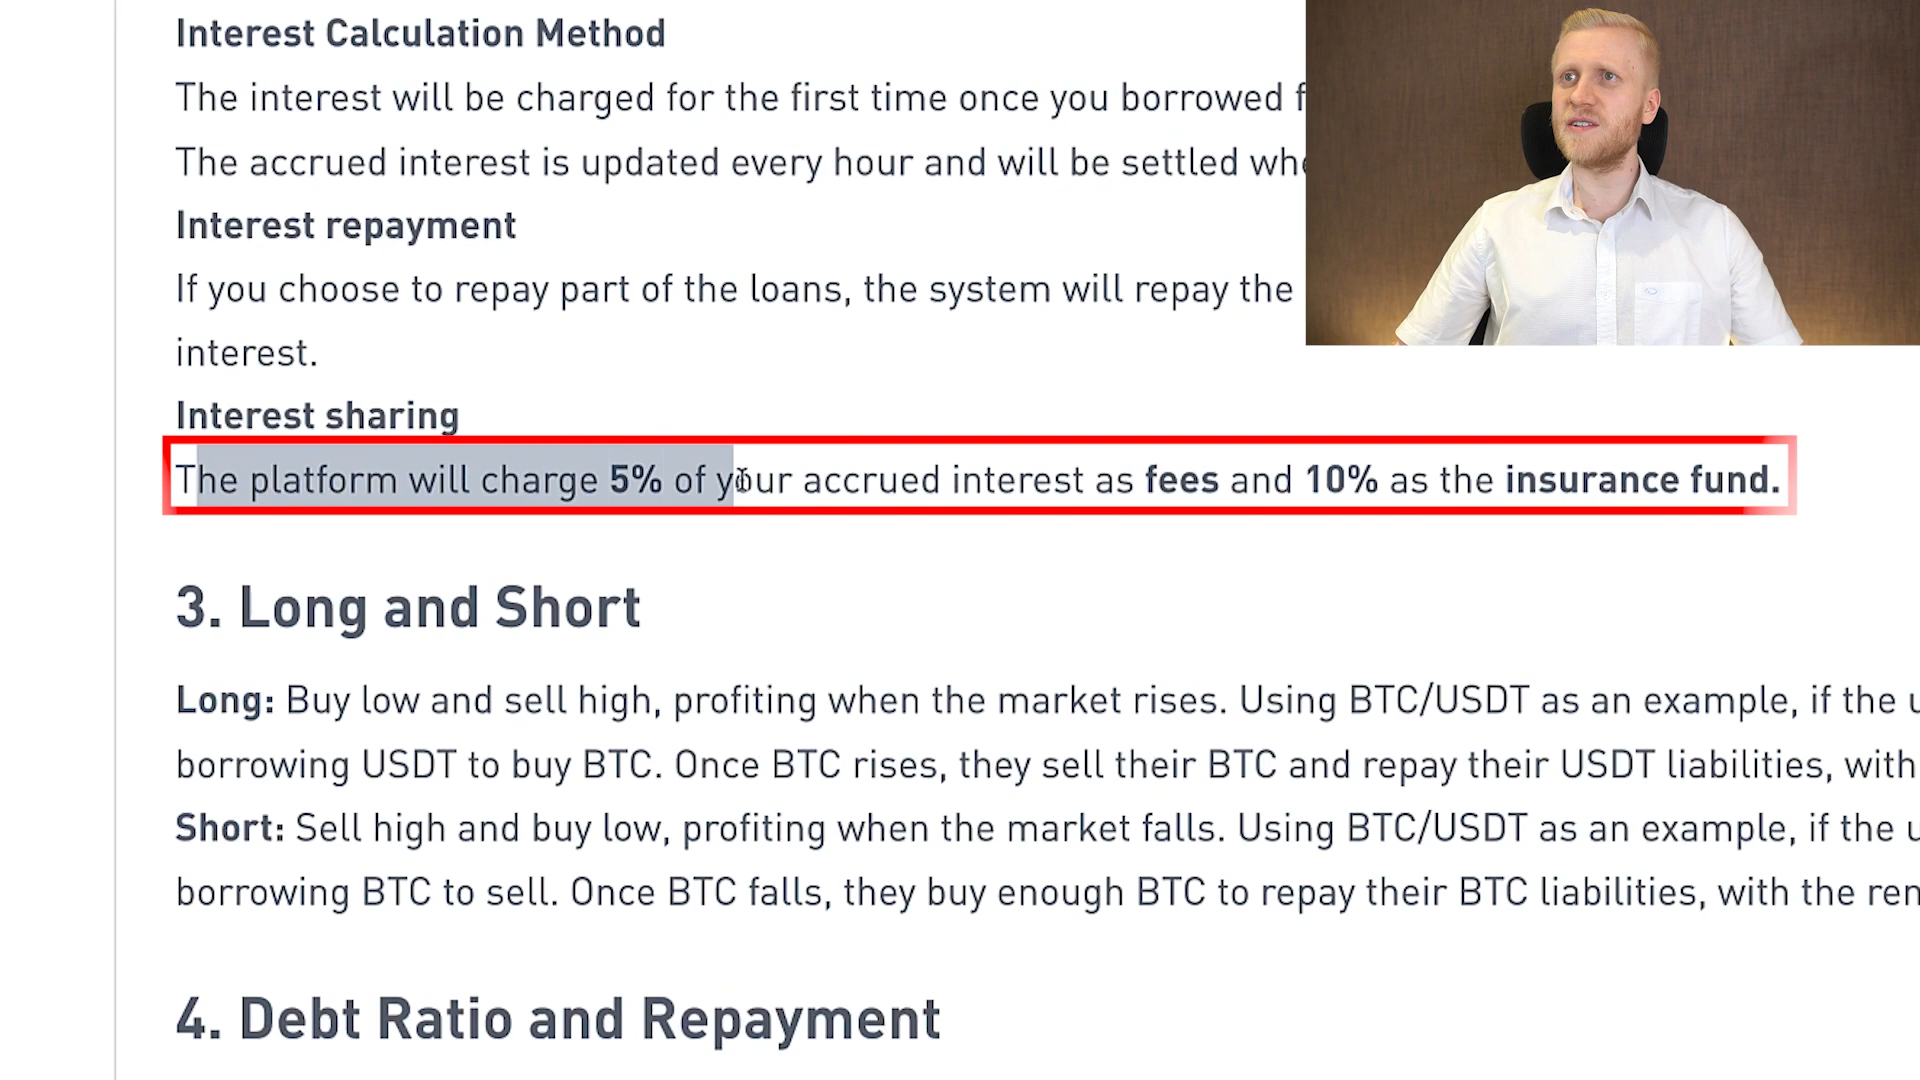 Interest Calculation Method
The interest will be charged for the first time once you borrowed
The accrued interest is updated every hour and will be settled
Interest repayment
If you choose to repay part of the loans, the system will repay the
interest.
Interest sharing
The platform will charge 5% of your accrued interest as fees and 10% as the insurance fund.
3. Long and Short
Long: Buy low and sell high, profiting when the market rises. Using BTC/USDT as an example, if the
borrowing USDT to buy BTC. Once BTC rises, they sell their BTC and repay their USDT liabilities, with
Short: Sell high and buy low, profiting when the market falls. Using BTC/USDT as an example, if the
borrowing BTC to sell. Once BTC falls, they buy enough BTC to repay their BTC liabilities, with the
4. Debt Ratio and Repayment